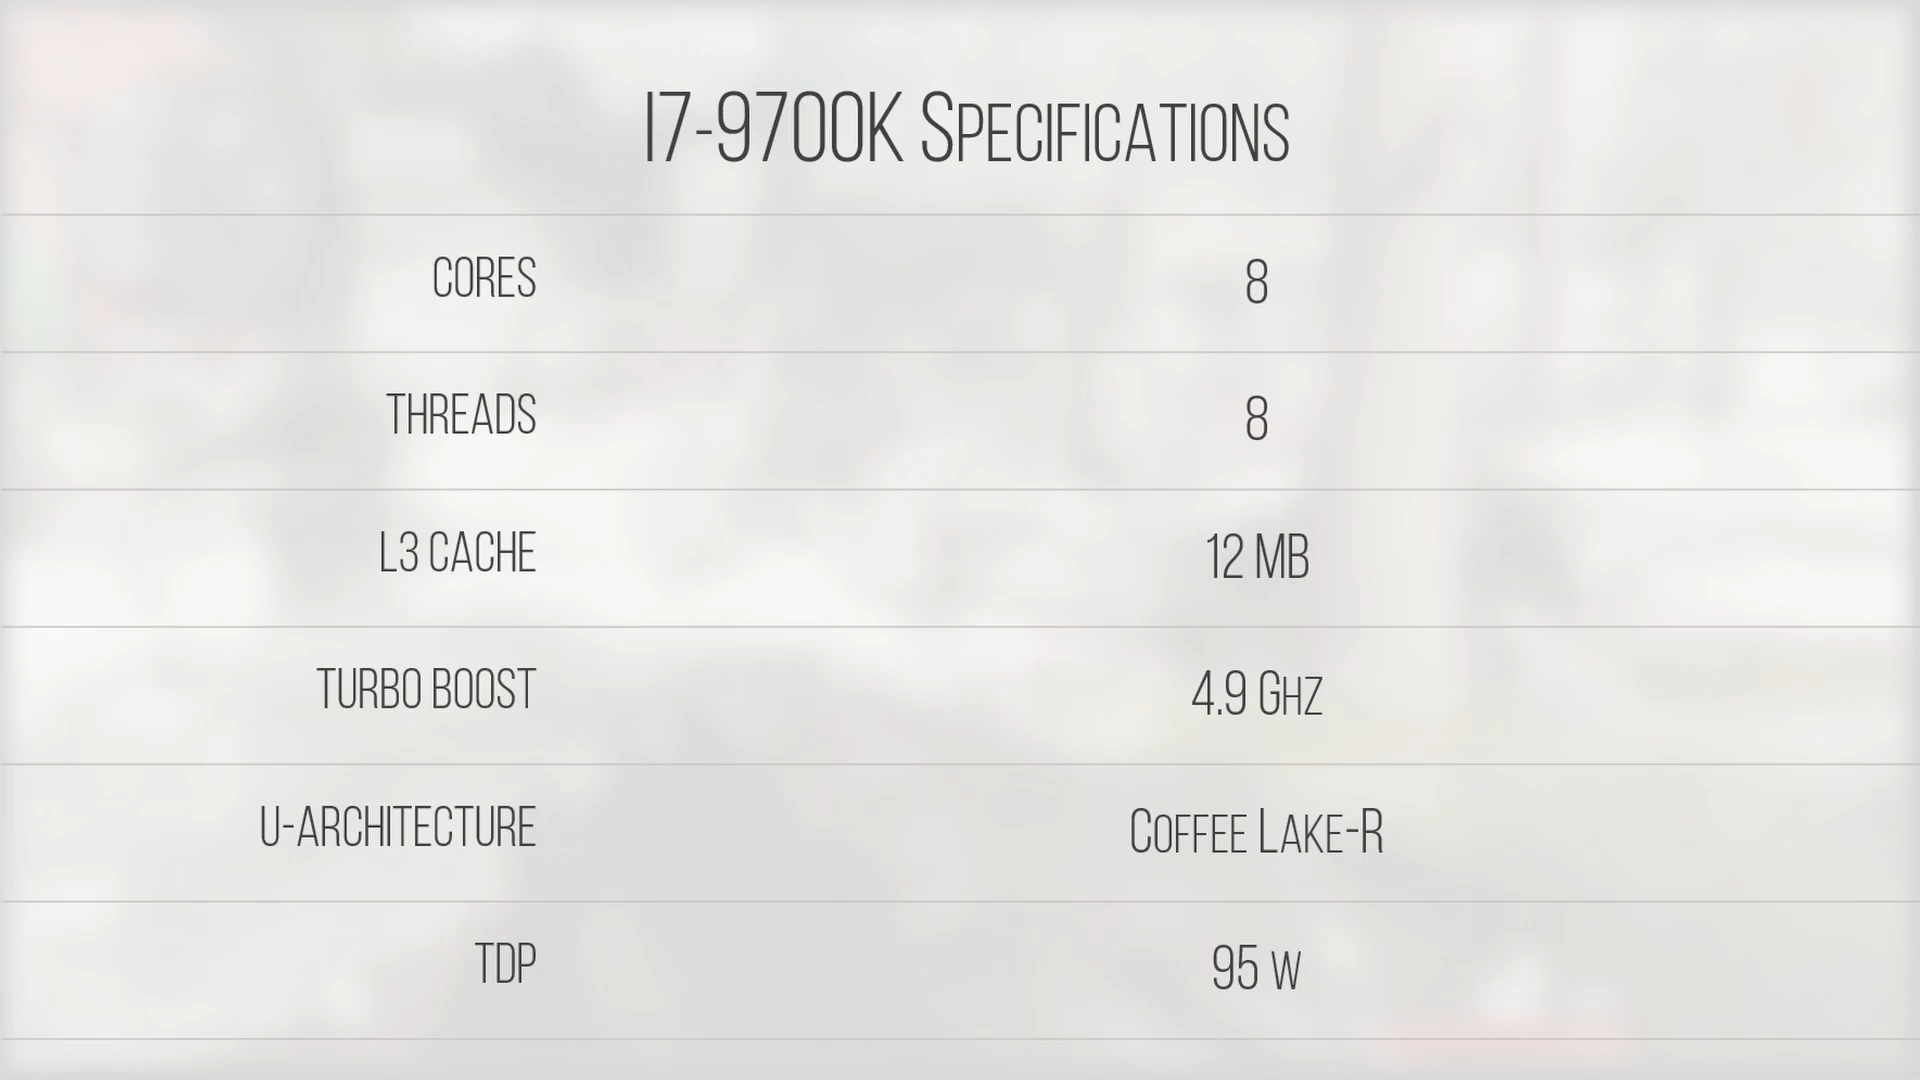 I7-9700K Specifications
CORES 8
THREADS 8
L3 CACHE 12 MB
TURBO BOOST 4.9 Ghz
U-ARCHITECTURE Coffee Lake-R
TDP 95 w